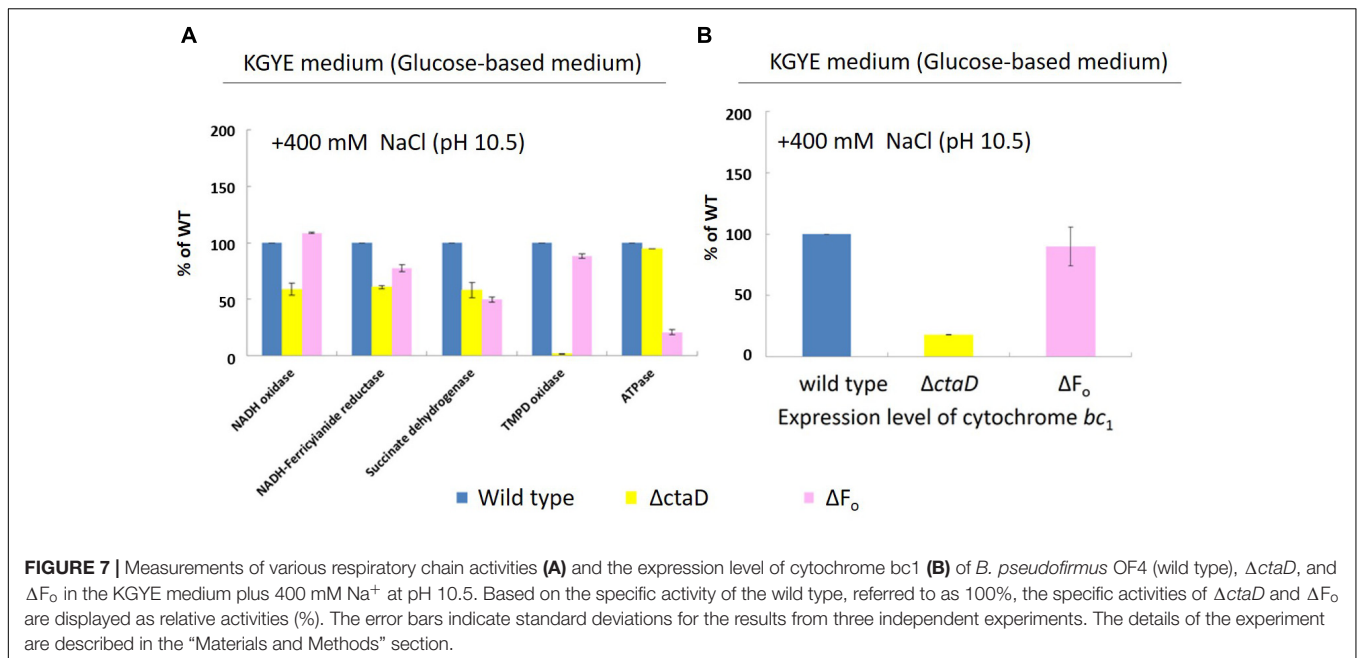 A
KGYE medium (Glucose-based medium)
+400 mM NaCl (pH 10.5)
% of WT
200
150
100
50
0
NADH oxidase
NADH-Ferricyianide reductase
Succinate dehydrogenase
TMPD oxidase
ATPase
B
KGYE medium (Glucose-based medium)
+400 mM NaCl (pH 10.5)
% of WT
200
150
100
50
0
wild type ΔctaD ΔFₒ
Expression level of cytochrome bc₁
Wild type ΔctaD ΔFₒ
FIGURE 7 | Measurements of various respiratory chain activities (A) and the expression level of cytochrome bc1 (B) of B. pseudofirmus OF4 (wild type), ΔctaD, and
ΔFₒ in the KGYE medium plus 400 mM Na⁺ at pH 10.5. Based on the specific activity of the wild type, referred to as 100%, the specific activities of ΔctaD and ΔFₒ
are displayed as relative activities (%). The error bars indicate standard deviations for the results from three independent experiments. The details of the experiment
are described in the “Materials and Methods” section.